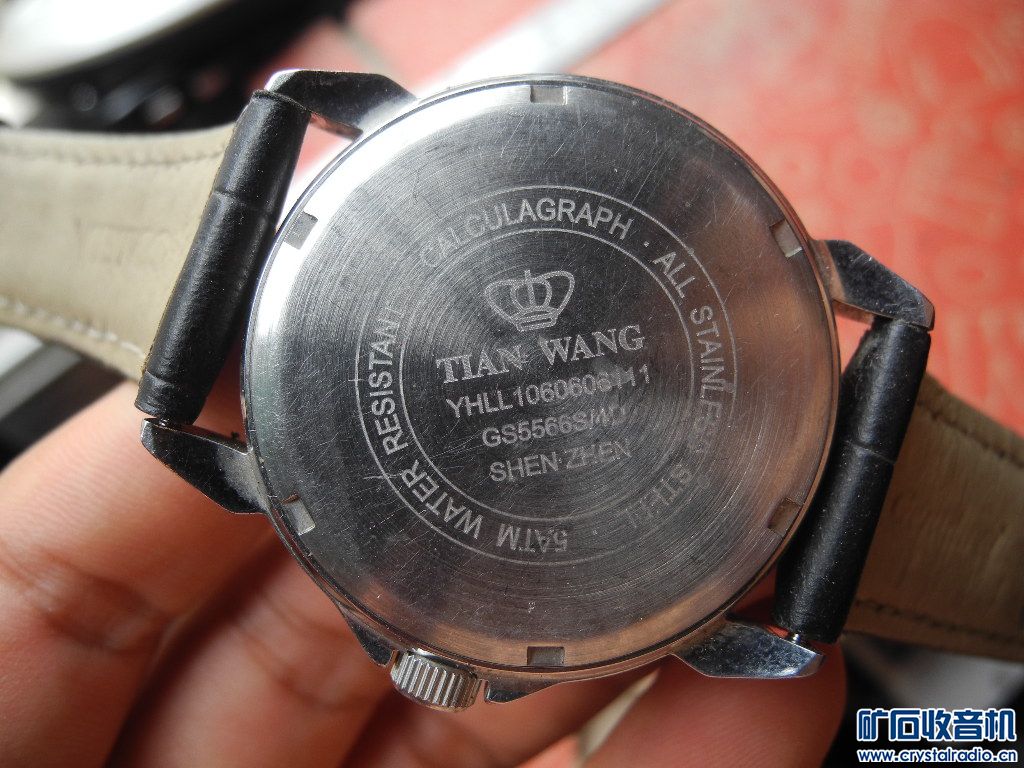 CALCULAGRAPH · ALL STAINLESS STEEL
5ATM WATER RESISTANT
TIAN WANG
SHEN·ZHEN
矿石收音机
www.crystalradio.cn